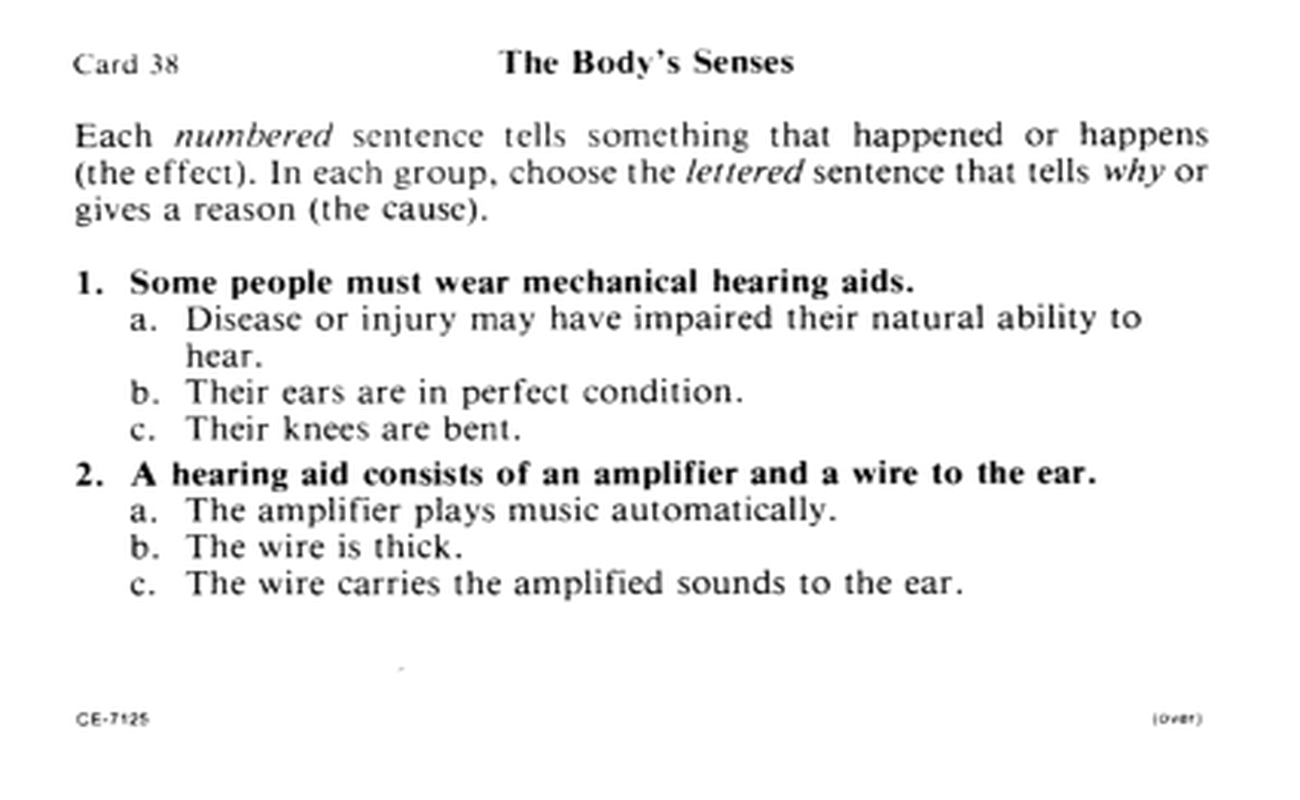 Card 38
The Body's Senses
Each numbered sentence tells something that happened or happens
(the effect). In each group, choose the lettered sentence that tells why or
gives a reason (the cause).
1. Some people must wear mechanical hearing aids.
a. Disease or injury may have impaired their natural ability to
hear.
b. Their ears are in perfect condition.
c. Their knees are bent.
2. A hearing aid consists of an amplifier and a wire to the ear.
a. The amplifier plays music automatically.
b. The wire is thick.
c. The wire carries the amplified sounds to the ear.
CE-7125
(over)